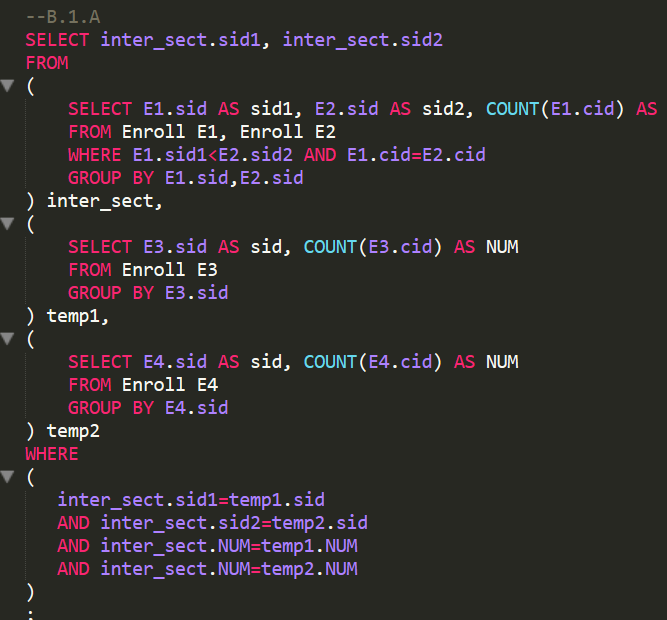 --B.1.A
SELECT inter_sect.sid1, inter_sect.sid2
FROM
(
SELECT E1.sid AS sid1, E2.sid AS sid2, COUNT(E1.cid) AS
FROM Enroll E1, Enroll E2
WHERE E1.sid1<E2.sid2 AND E1.cid=E2.cid
GROUP BY E1.sid,E2.sid
) inter_sect,
(
SELECT E3.sid AS sid, COUNT(E3.cid) AS NUM
FROM Enroll E3
GROUP BY E3.sid
) temp1,
(
SELECT E4.sid AS sid, COUNT(E4.cid) AS NUM
FROM Enroll E4
GROUP BY E4.sid
) temp2
WHERE
(
inter_sect.sid1=temp1.sid
AND inter_sect.sid2=temp2.sid
AND inter_sect.NUM=temp1.NUM
AND inter_sect.NUM=temp2.NUM
)
;